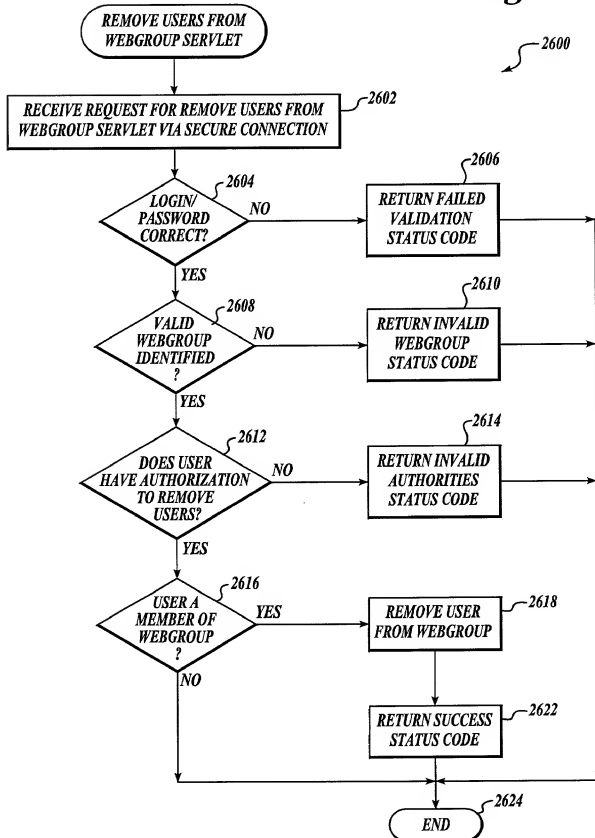 REMOVE USERS FROM
WEBGROUP SERVLET
2600
RECEIVE REQUEST FOR REMOVE USERS FROM
WEBGROUP SERVLET VIA SECURE CONNECTION
2602
LOGIN/
PASSWORD
CORRECT?
2604
NO
YES
RETURN FAILED
VALIDATION
STATUS CODE
2606
VALID
WEBGROUP
IDENTIFIED
?
2608
NO
YES
RETURN INVALID
WEBGROUP
STATUS CODE
2610
DOES USER
HAVE AUTHORIZATION
TO REMOVE
USERS?
2612
NO
YES
RETURN INVALID
AUTHORITIES
STATUS CODE
2614
USER A
MEMBER OF
WEBGROUP
?
2616
YES
NO
REMOVE USER
FROM WEBGROUP
2618
RETURN SUCCESS
STATUS CODE
2622
END
2624